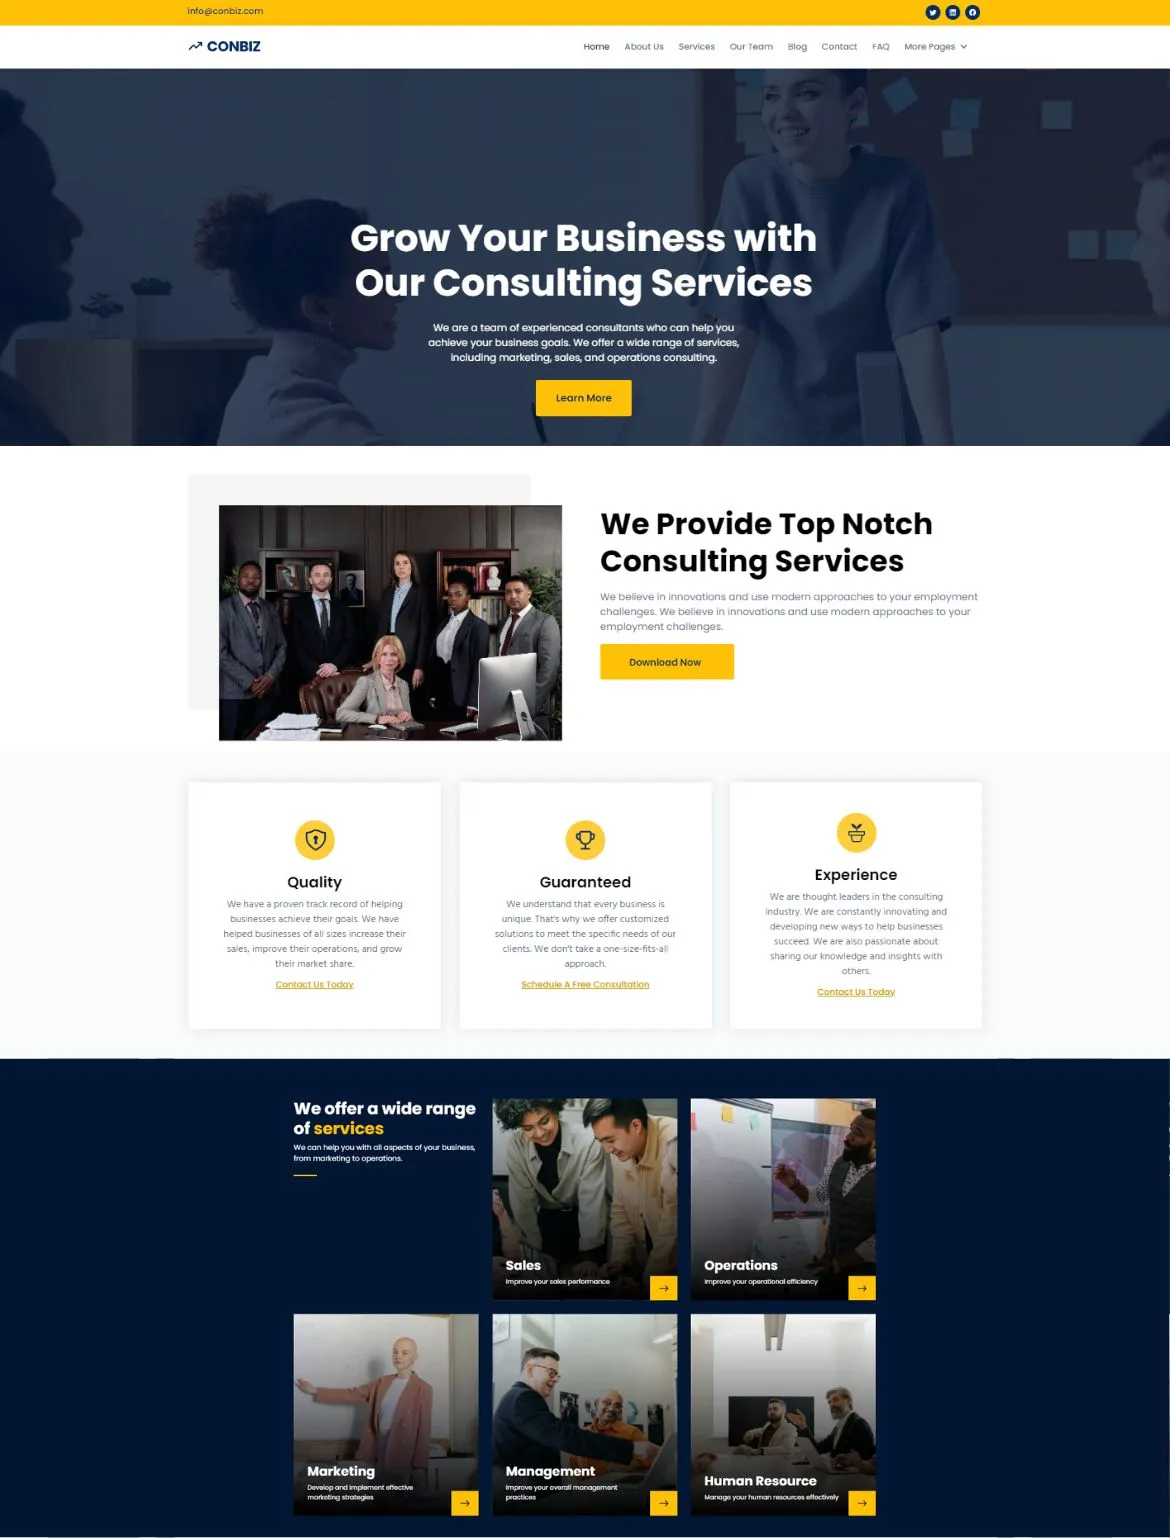 info@conbiz.com
CONBIZ
Home About Us Services Our Team Blog Contact FAQ More Pages
Grow Your Business with
Our Consulting Services
We are a team of experienced consultants who can help you
achieve your business goals. We offer a wide range of services,
including marketing, sales, and operations consulting.
Learn More
We Provide Top Notch
Consulting Services
We believe in innovations and use modern approaches to your employment
challenges. We believe in innovations and use modern approaches to your
employment challenges.
Download Now
Quality
We have a proven track record of helping
businesses achieve their goals. We have
helped businesses of all sizes increase their
sales, improve their operations, and grow
their market share.
Contact Us Today
Guaranteed
We understand that every business is
unique. That's why we offer customized
solutions to meet the specific needs of our
clients. We don't take a one-size-fits-all
approach.
Schedule A Free Consultation
Experience
We are thought leaders in the consulting
industry. We are constantly innovating and
developing new ways to help businesses
succeed. We are also passionate about
sharing our knowledge and insights with
others.
Contact Us Today
We offer a wide range
of services
We can help you with all aspects of your business,
from marketing to operations.
Sales
Improve your sales performance
Operations
Improve your operational efficiency
Marketing
Develop and implement effective
marketing strategies
Management
Improve your overall management
practices
Human Resource
Manage your human resources effectively